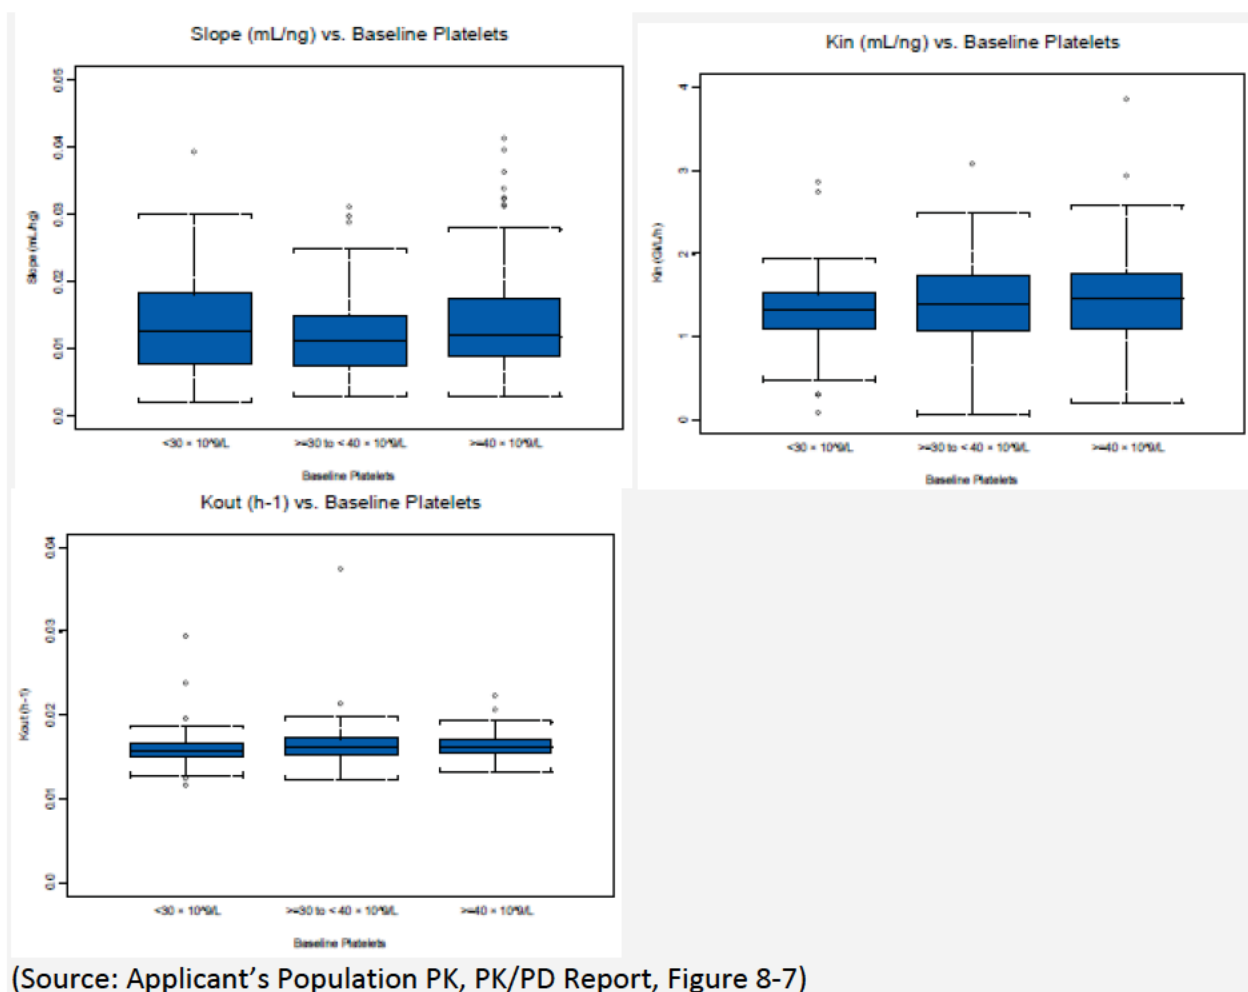 Slope (mL/ng) vs. Baseline Platelets
0.05
0.04
0.03
0.02
0.01
0.0
Slope (mL/ng)
<30 × 10^9/L >=30 to < 40 × 10^9/L >=40 × 10^9/L
Baseline Platelets
Kin (mL/ng) vs. Baseline Platelets
4
3
2
1
0
Kin (GI/L/h)
<30 × 10^9/L >=30 to < 40 × 10^9/L >=40 × 10^9/L
Baseline Platelets
Kout (h-1) vs. Baseline Platelets
0.04
0.03
0.02
0.01
0.0
Kout (h-1)
<30 × 10^9/L >=30 to < 40 × 10^9/L >=40 × 10^9/L
Baseline Platelets
(Source: Applicant’s Population PK, PK/PD Report, Figure 8-7)